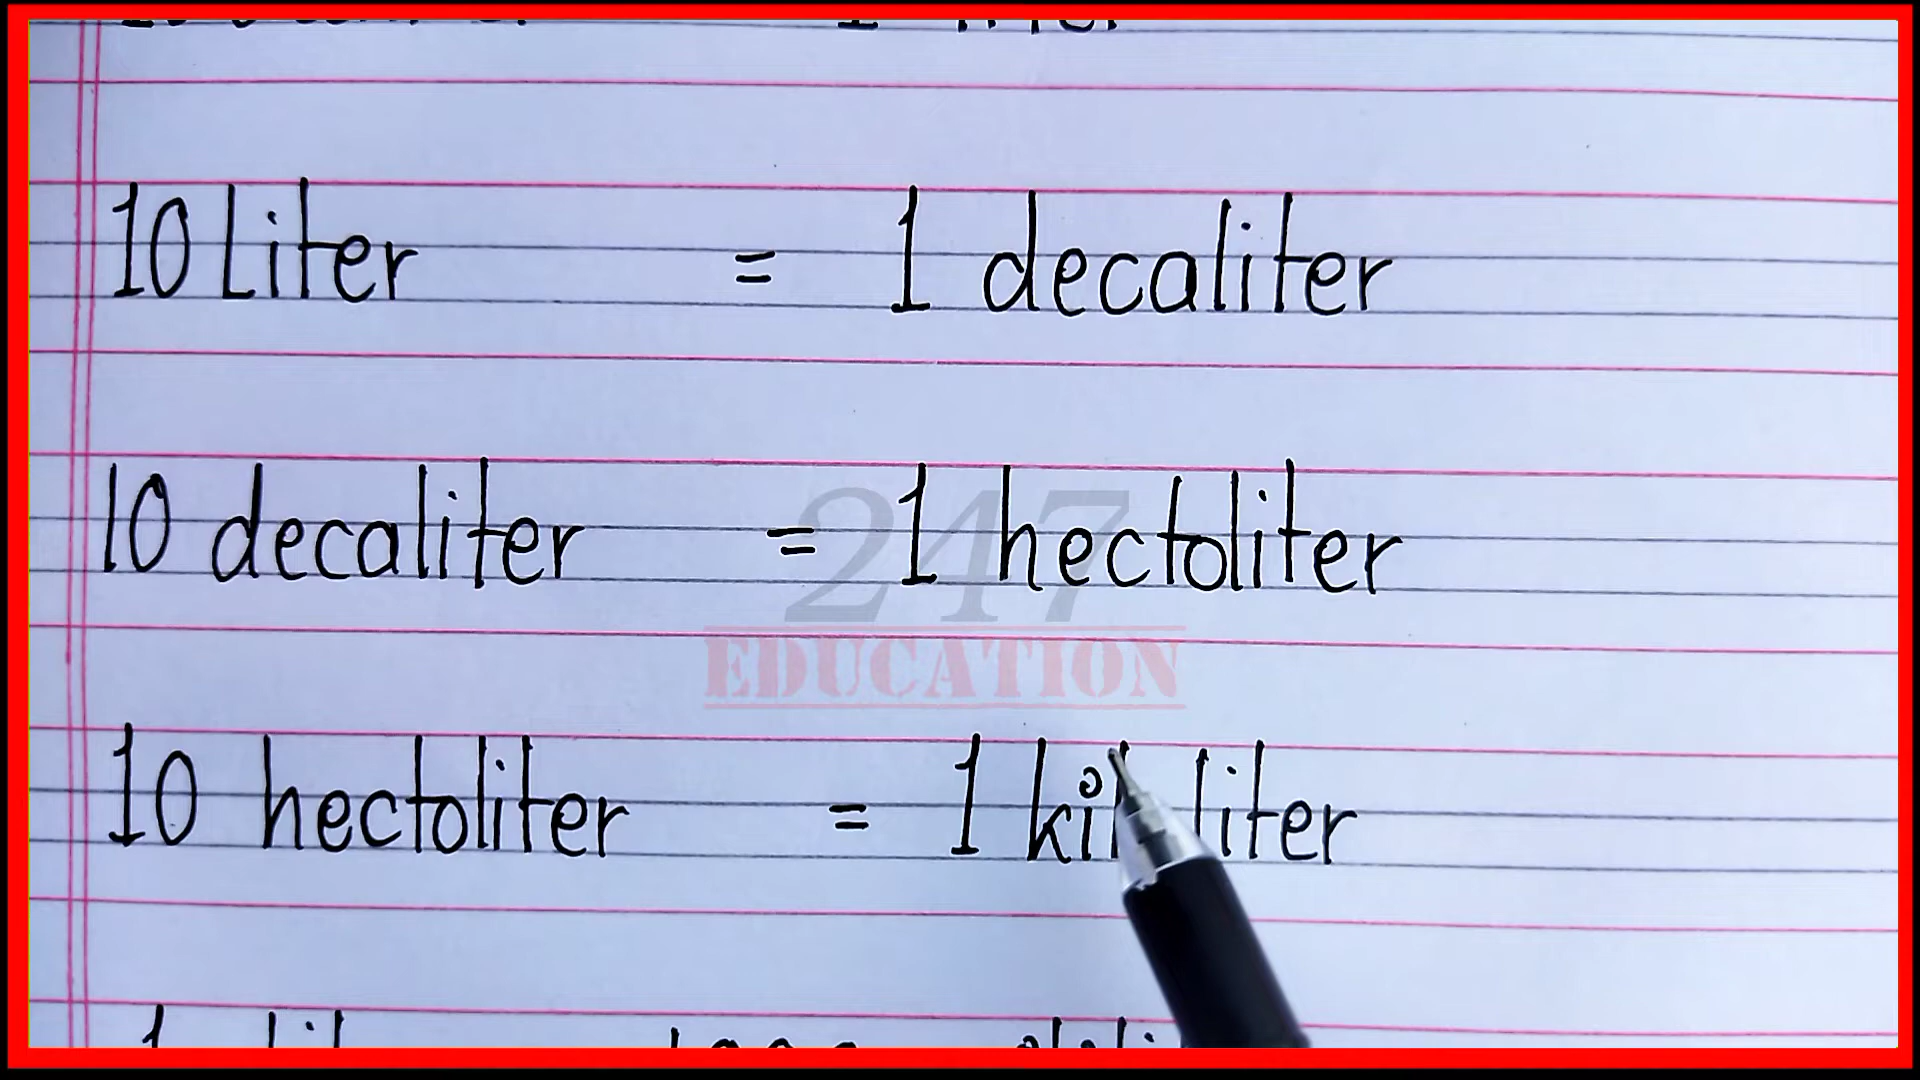 10 Liter = 1 decaliter
10 decaliter = 1 hectoliter
247
EDUCATION
10 hectoliter = 1 kiloliter